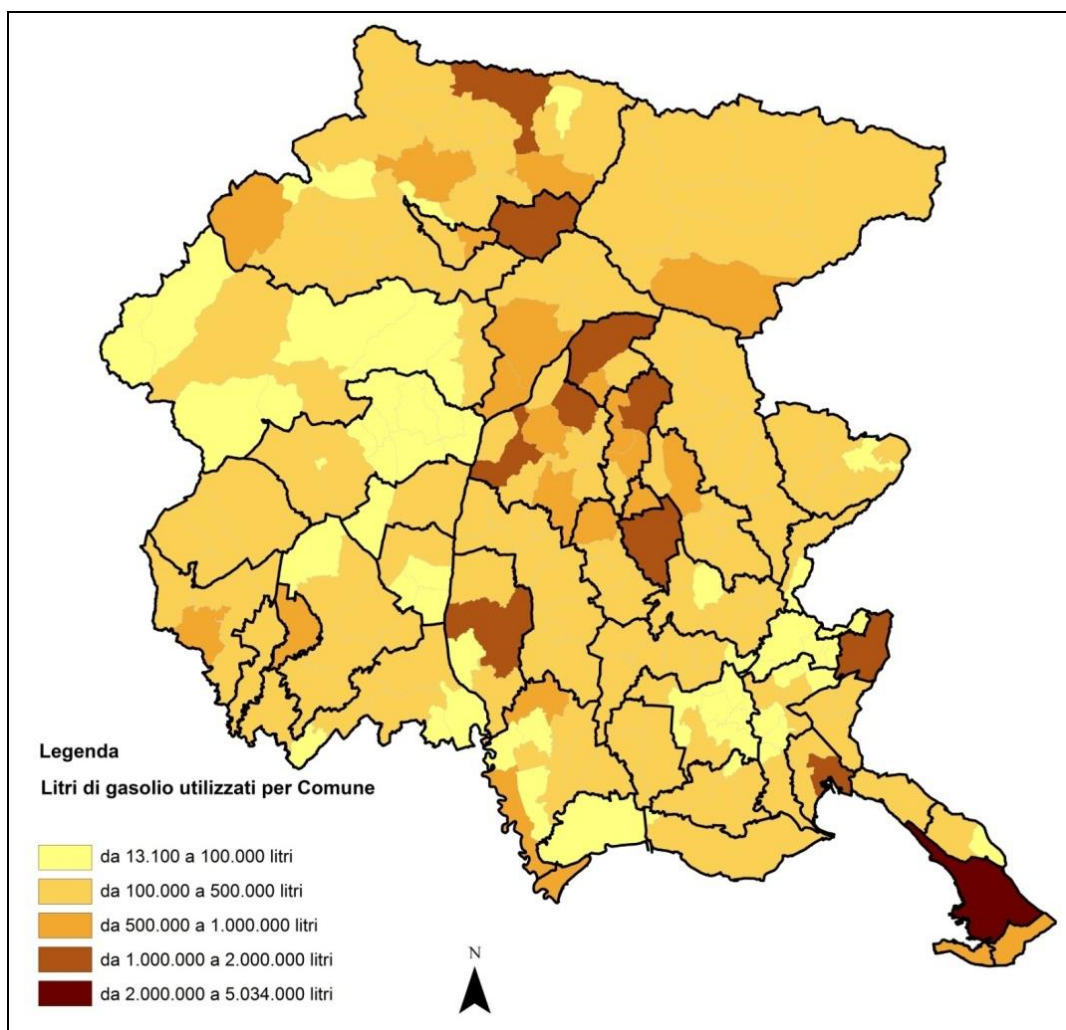 Legenda
Litri di gasolio utilizzati per Comune
da 13.100 a 100.000 litri
da 100.000 a 500.000 litri
da 500.000 a 1.000.000 litri
da 1.000.000 a 2.000.000 litri
da 2.000.000 a 5.034.000 litri
N